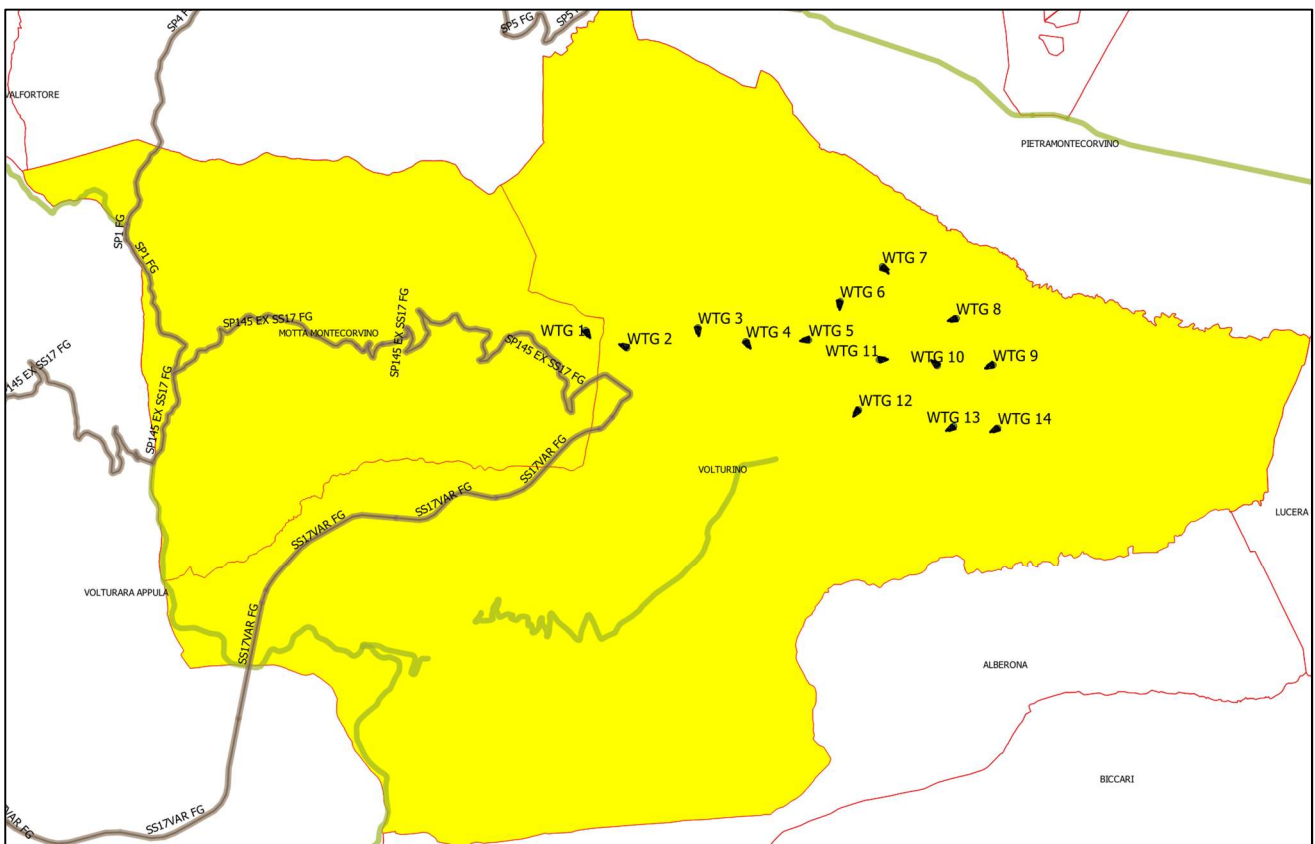 SP4 F
SP5 FG
SP5 F
VALFORTORE
PIETRAMONTECORVINO
SP1 FG
SP1 FG
WTG 7
WTG 6
WTG 8
SP145 EX SS17 FG
MOTTA MONTECORVINO
SP145 EX SS17 FG
SP145 EX SS17 FG
WTG 1
WTG 2
WTG 3
WTG 4
WTG 5
WTG 11
WTG 10
WTG 9
145 EX SS17 FG
SP145 EX SS17 FG
WTG 12
WTG 13
WTG 14
VOLTURINO
SS17VAR FG
SS17VAR FG
SS17VAR FG
LUCERA
VOLTURARA APPULA
SS17VAR FG
ALBERONA
BICCARI
SS17VAR FG
7VAR FG